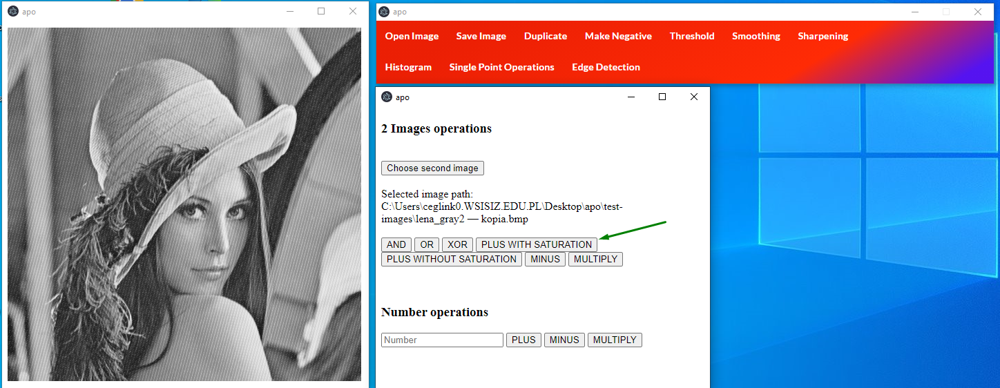 apo
apo
Open Image Save Image Duplicate Make Negative Threshold Smoothing Sharpening
Histogram Single Point Operations Edge Detection
apo
2 Images operations
Choose second image
Selected image path:
C:\Users\ceglink0.WSISIZ.EDU.PL\Desktop\apo\test-
images\lena_gray2 — kopia.bmp
AND OR XOR PLUS WITH SATURATION
PLUS WITHOUT SATURATION MINUS MULTIPLY
Number operations
Number PLUS MINUS MULTIPLY